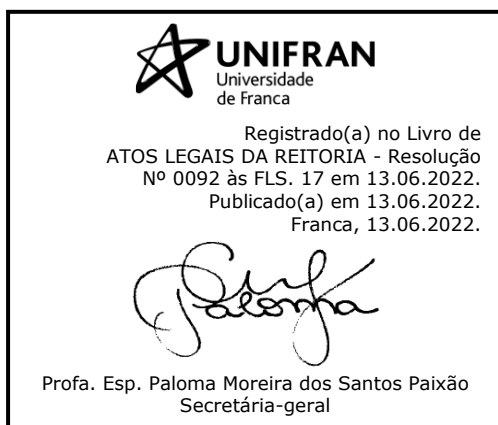 UNIFRAN
Universidade
de Franca
Registrado(a) no Livro de
ATOS LEGAIS DA REITORIA - Resolução
Nº 0092 às FLS. 17 em 13.06.2022.
Publicado(a) em 13.06.2022.
Franca, 13.06.2022.
Paloma
Profa. Esp. Paloma Moreira dos Santos Paixão
Secretária-geral